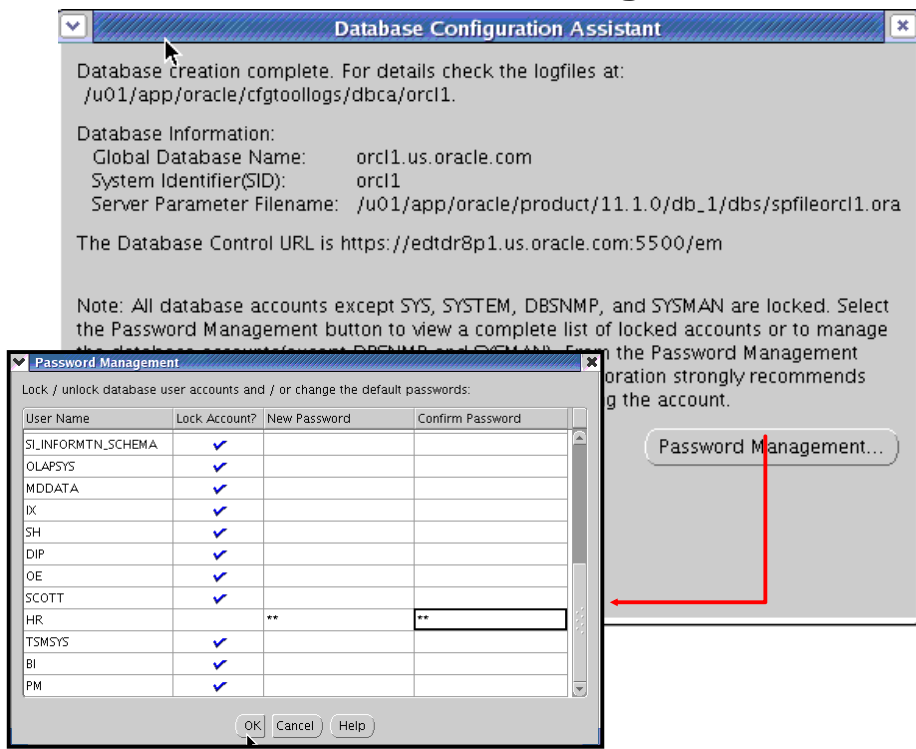 Database Configuration Assistant
Database creation complete. For details check the logfiles at:
/u01/app/oracle/cfgtoollogs/dbca/orcl1.
Database Information:
Global Database Name: orcl1.us.oracle.com
System Identifier(SID): orcl1
Server Parameter Filename: /u01/app/oracle/product/11.1.0/db_1/dbs/spfileorcl1.ora
The Database Control URL is https://edtdr8p1.us.oracle.com:5500/em
Note: All database accounts except SYS, SYSTEM, DBSNMP, and SYSMAN are locked. Select
the Password Management button to view a complete list of locked accounts or to manage
the Password Management
oration strongly recommends
g the account.
Password Management...
Password Management
Lock / unlock database user accounts and / or change the default passwords:
User Name Lock Account? New Password Confirm Password
SI_INFORMTN_SCHEMA
OLAPSYS
MDDATA
IX
SH
DIP
OE
SCOTT
HR ** **
TSMSYS
BI
PM
OK Cancel Help